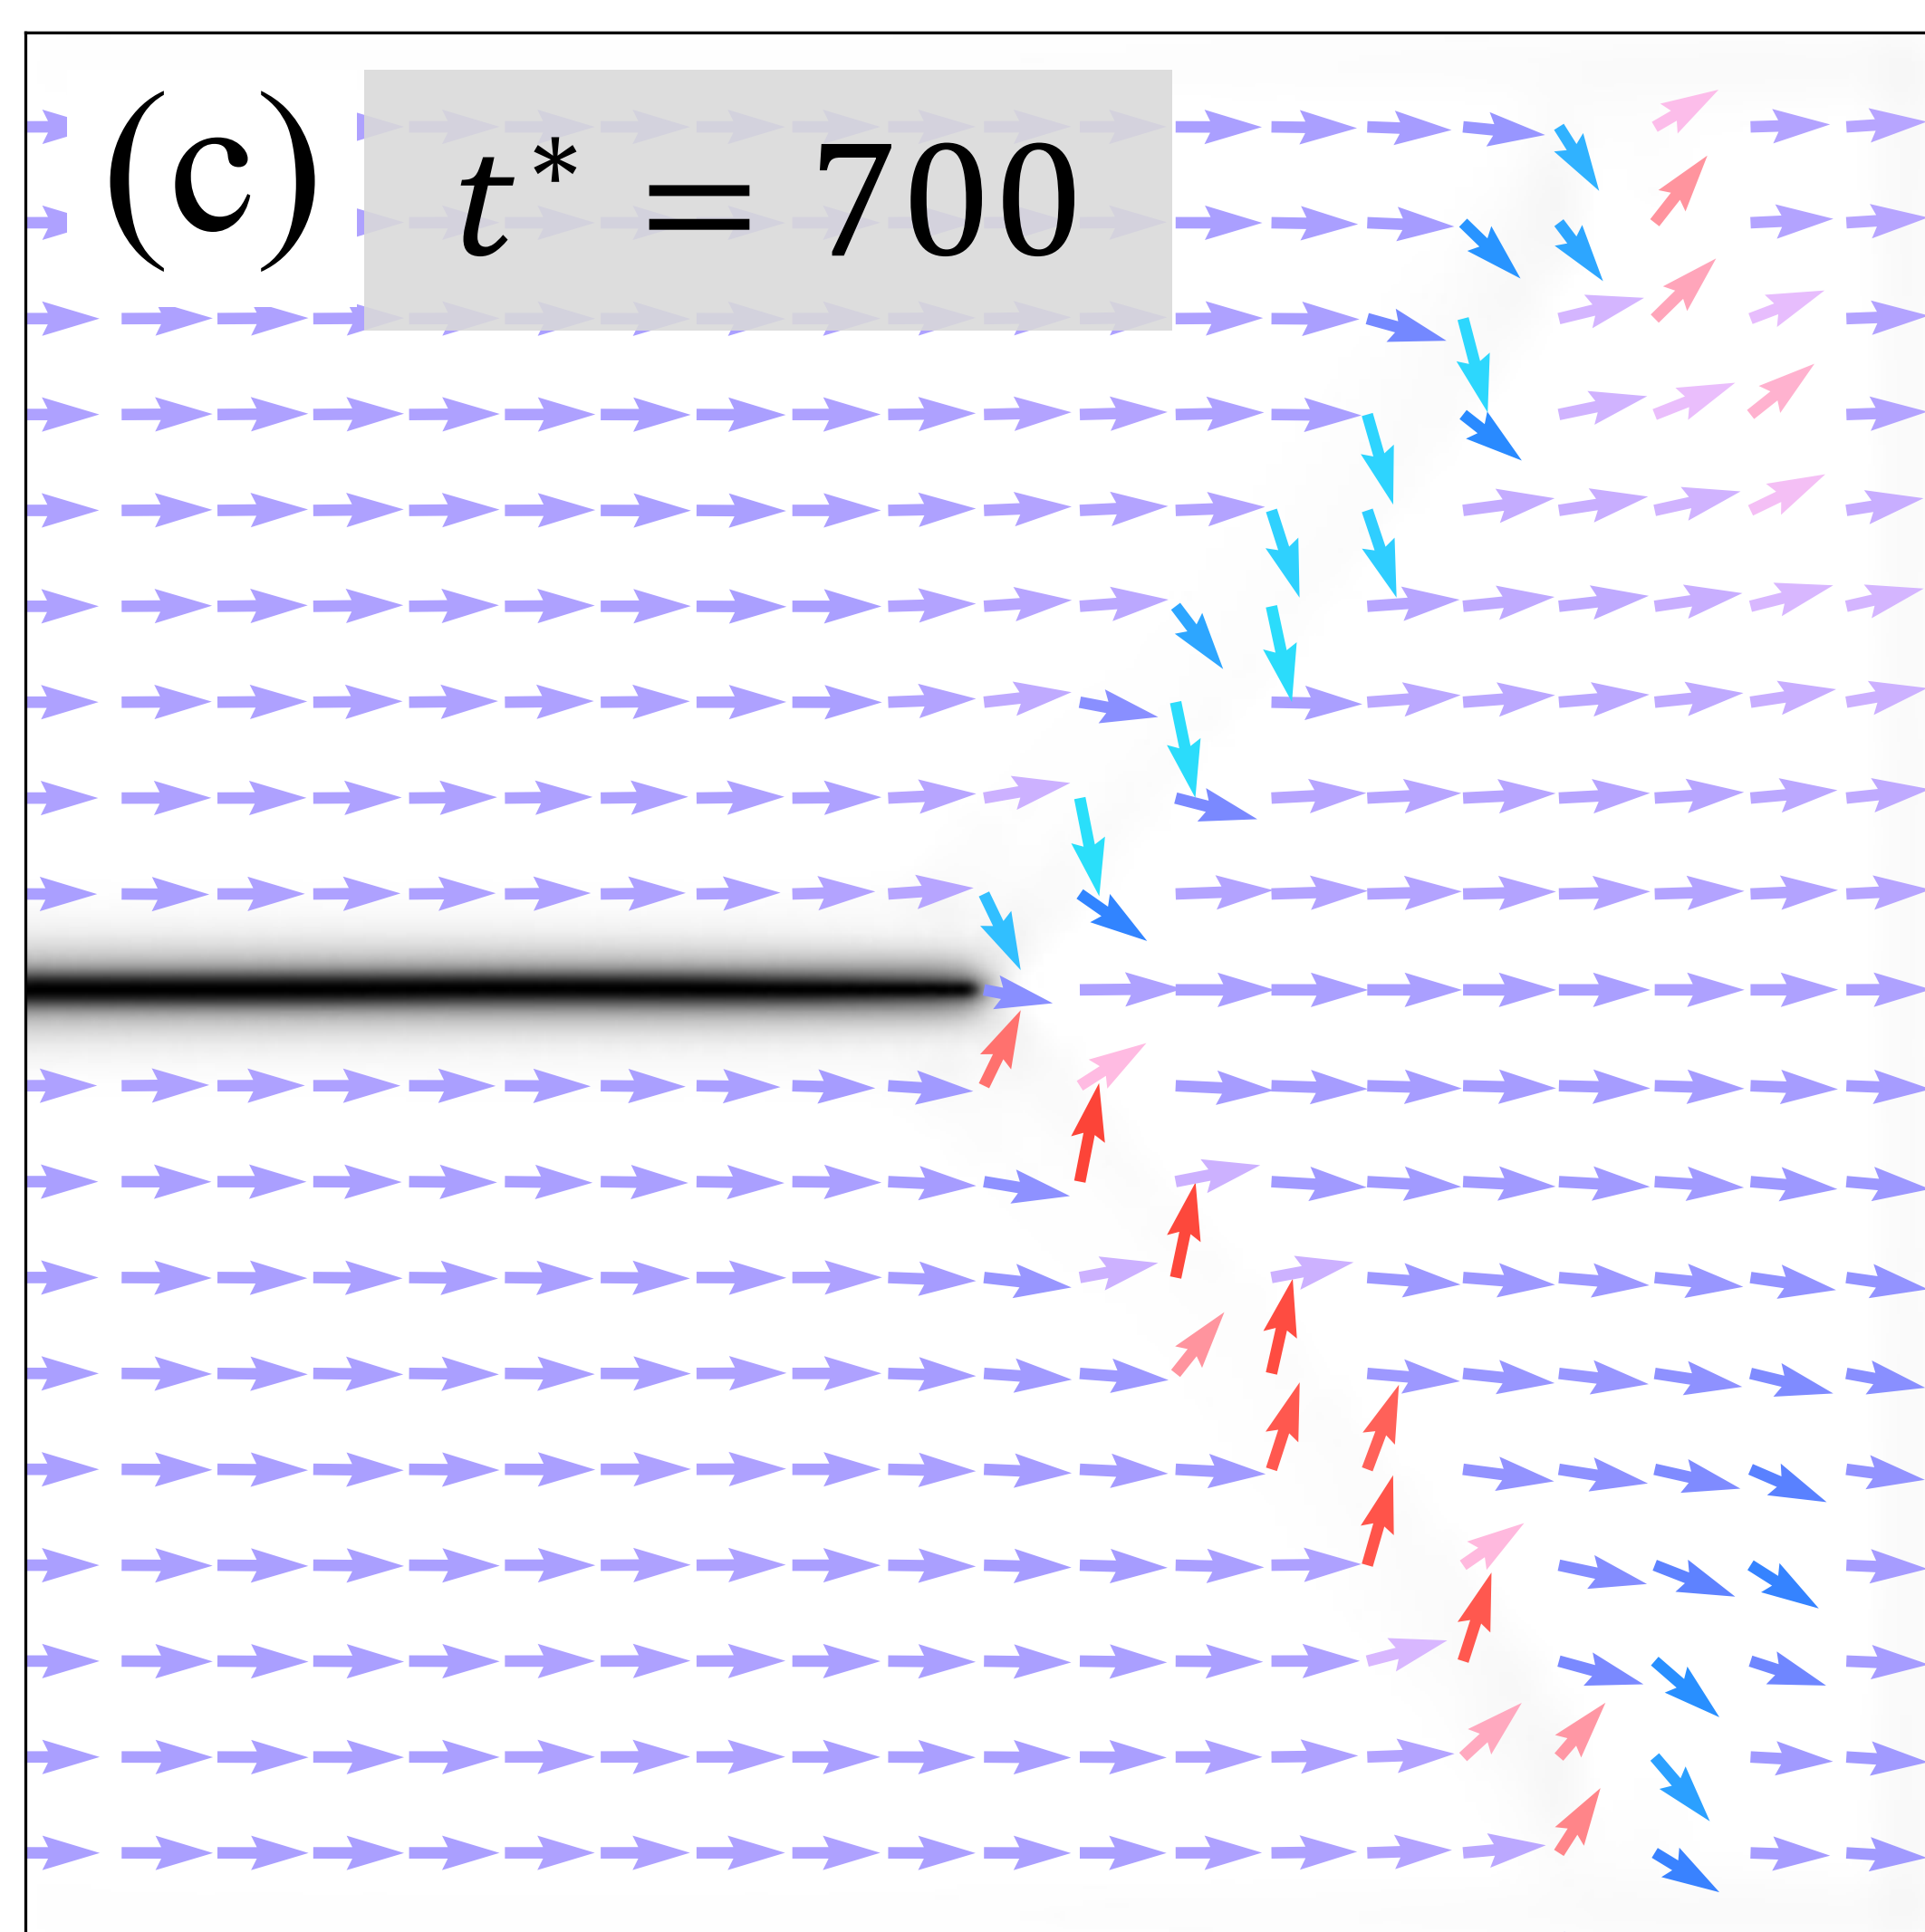 (c) t* = 700